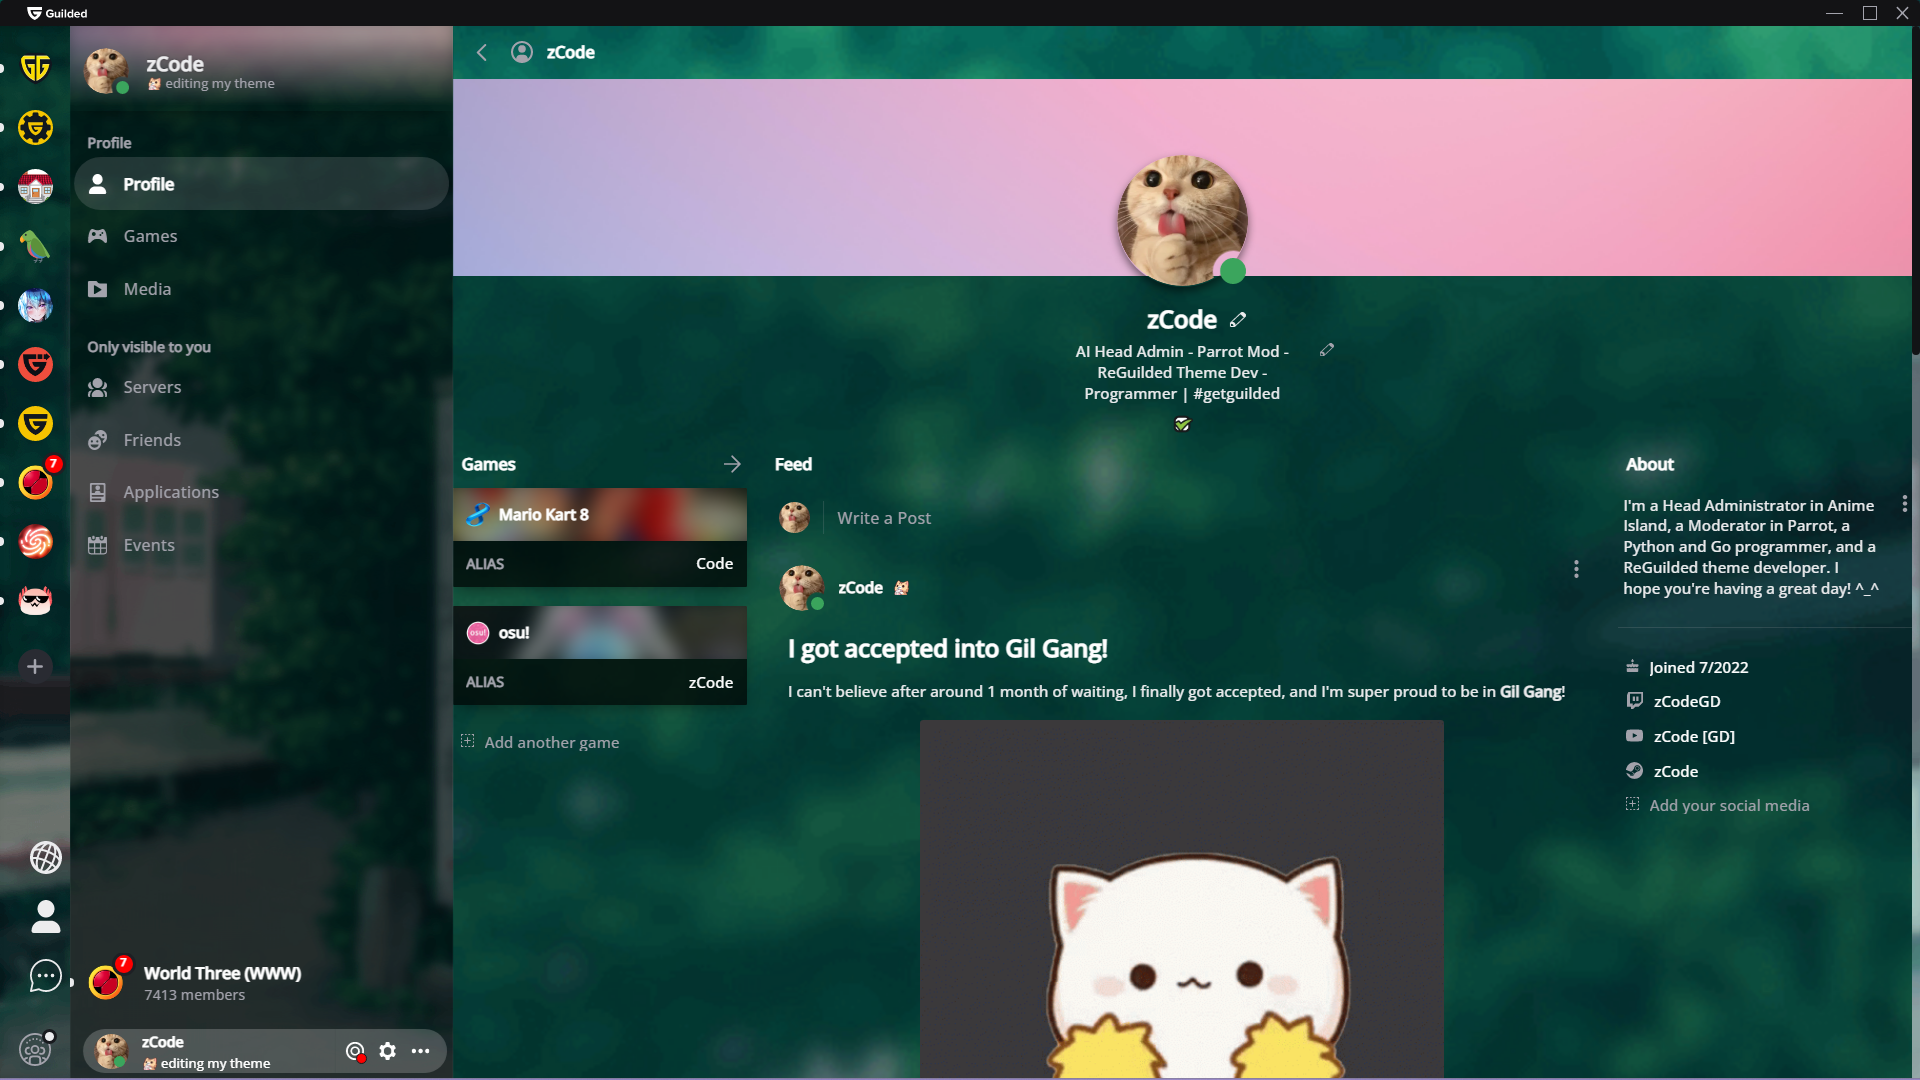 Guilded
zCode
editing my theme
Profile
Profile
Games
Media
Only visible to you
Servers
Friends
7
Applications
Events
7
World Three (WWW)
7413 members
zCode
editing my theme
zCode
zCode
AI Head Admin - Parrot Mod -
ReGuilded Theme Dev -
Programmer | #getguilded
Games
Mario Kart 8
ALIAS
Code
osu!
osu!
ALIAS
zCode
Add another game
Feed
Write a Post
zCode
I got accepted into Gil Gang!
I can't believe after around 1 month of waiting, I finally got accepted, and I'm super proud to be in Gil Gang!
About
I'm a Head Administrator in Anime
Island, a Moderator in Parrot, a
Python and Go programmer, and a
ReGuilded theme developer. I
hope you're having a great day! ^_^
Joined 7/2022
zCodeGD
zCode [GD]
zCode
Add your social media